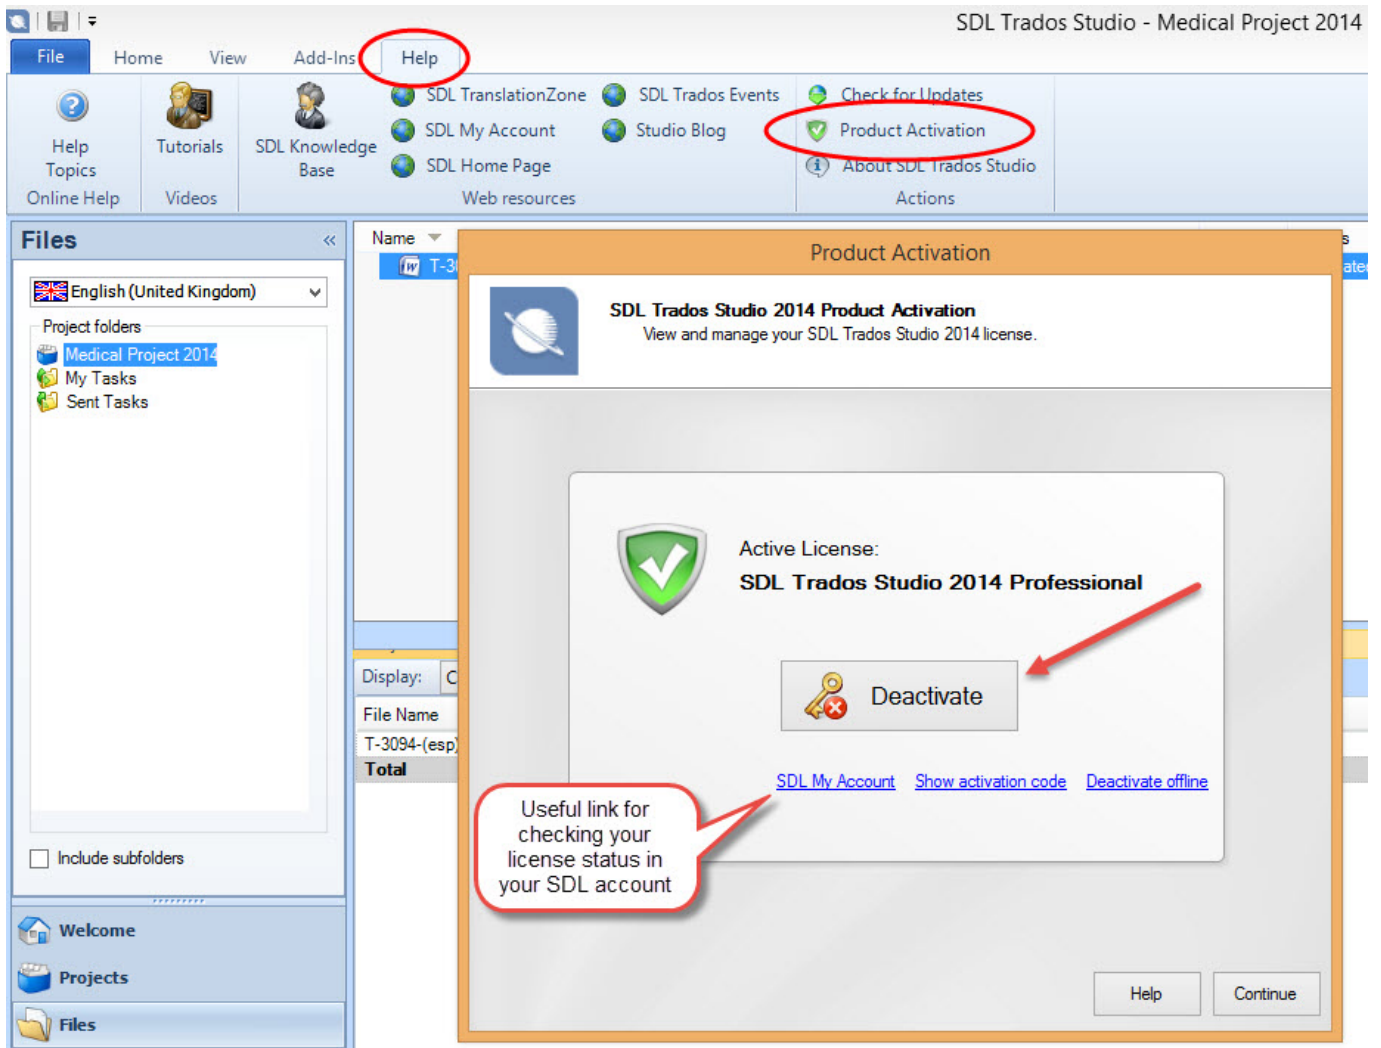 SDL Trados Studio - Medical Project 2014
File Home View Add-Ins Help
SDL TranslationZone SDL Trados Events Check for Updates
SDL My Account Studio Blog Product Activation
SDL Home Page About SDL Trados Studio
Help Topics
Tutorials
SDL Knowledge Base
Online Help Videos Web resources Actions
Files «
English (United Kingdom)
Project folders
Medical Project 2014
My Tasks
Sent Tasks
Include subfolders
Welcome
Projects
Files
Name
Display:
File Name
T-3094-(esp)
Total
Product Activation
SDL Trados Studio 2014 Product Activation
View and manage your SDL Trados Studio 2014 license.
Active License:
SDL Trados Studio 2014 Professional
Deactivate
SDL My Account Show activation code Deactivate offline
Useful link for
checking your
license status in
your SDL account
Help Continue